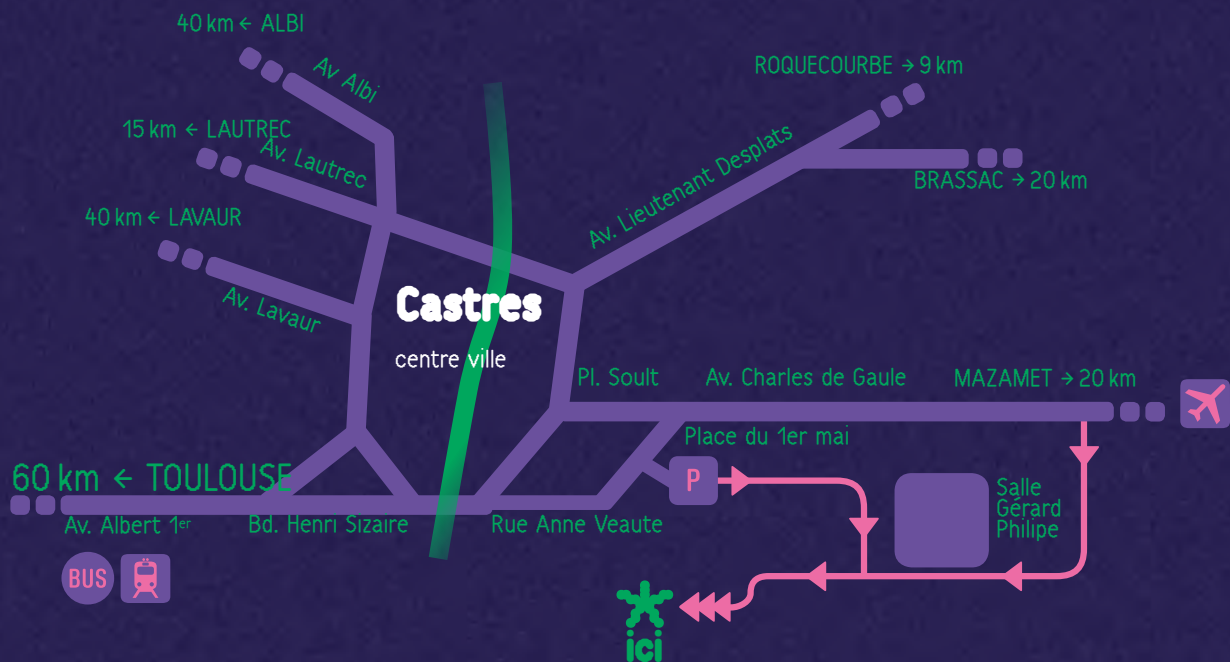 40 km ← ALBI
Av Albi
ROQUECOURBE → 9 km
15 km ← LAUTREC
Av. Lautrec
Av. Lieutenant Desplats
BRASSAC → 20 km
40 km ← LAVAUR
Av. Lavaur
Castres
centre ville
Pl. Soult
Av. Charles de Gaule
MAZAMET → 20 km
Place du 1er mai
60 km ← TOULOUSE
P
Salle
Gérard
Philipe
Av. Albert 1er
Bd. Henri Sizaire
Rue Anne Veaute
BUS
ici